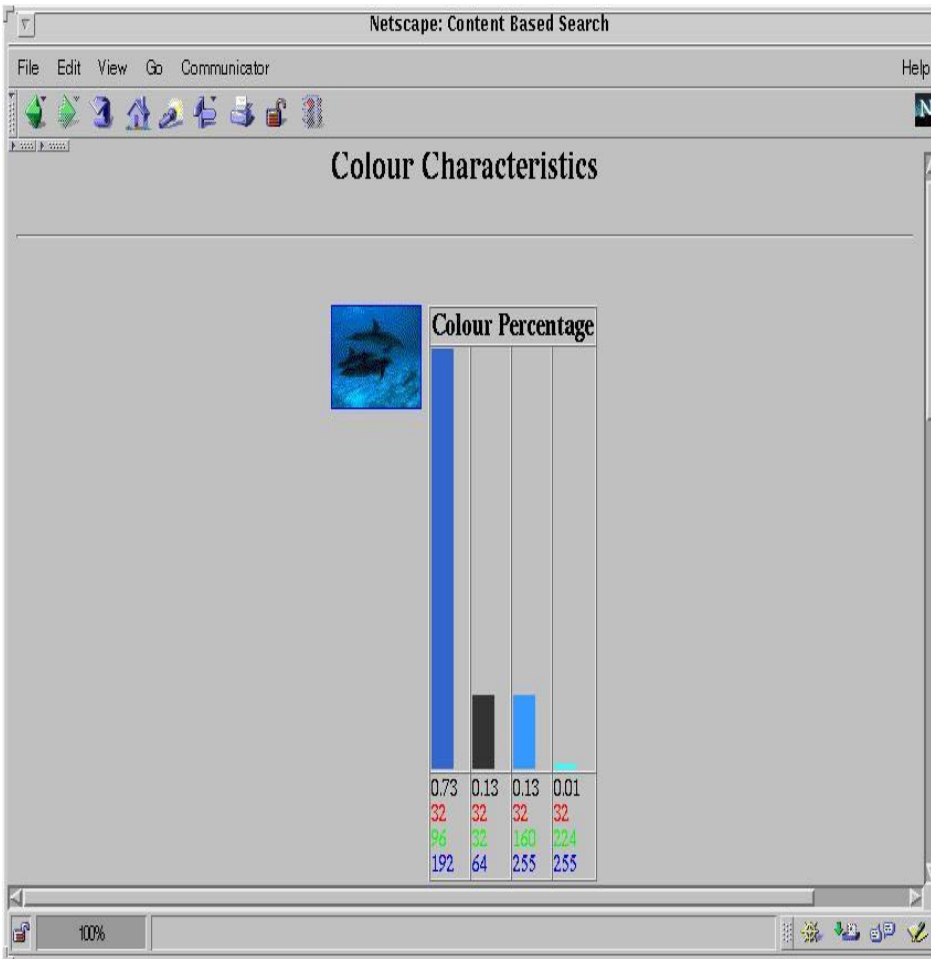 Netscape: Content Based Search
File Edit View Go Communicator Help
N
Colour Characteristics
Colour Percentage
0.73 0.13 0.13 0.01
32 32 32 32
96 32 160 224
192 64 255 255
100%